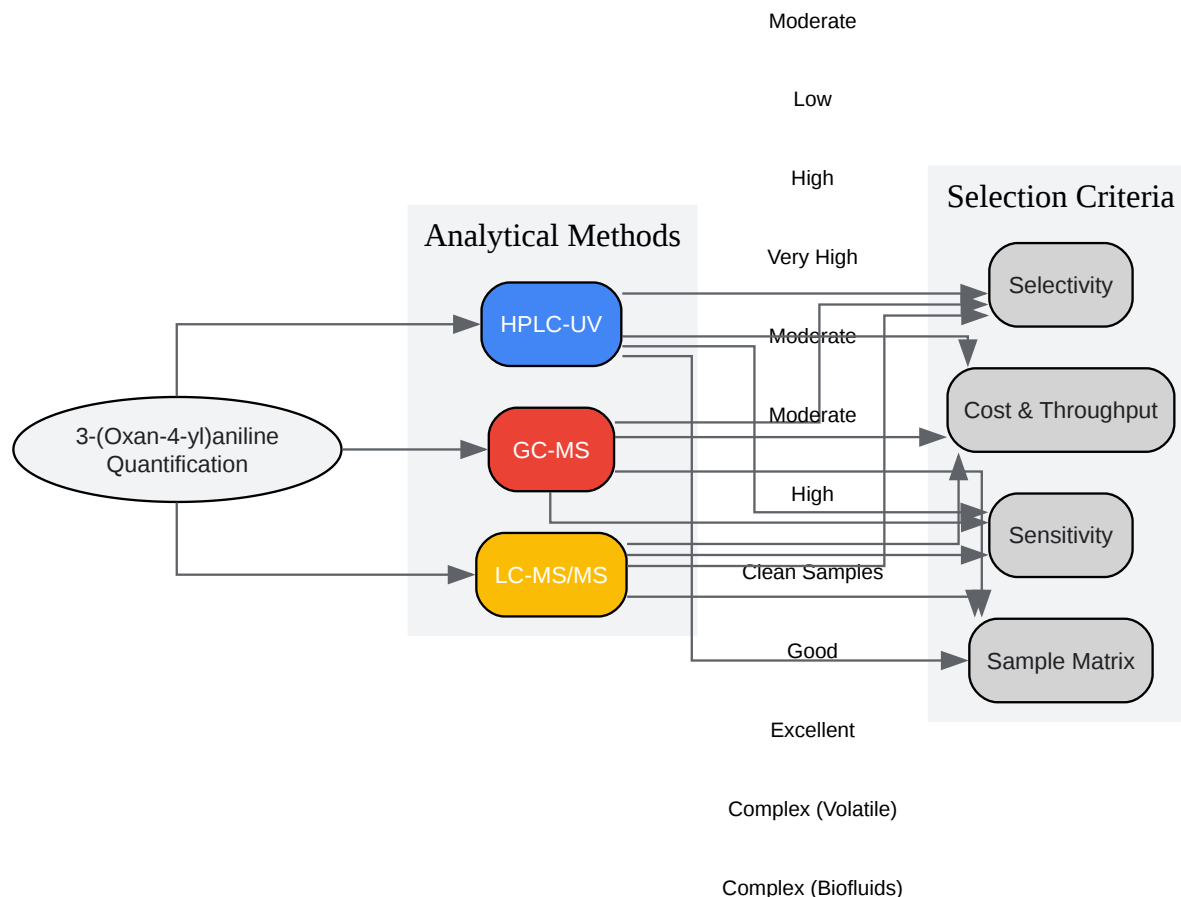 3-(Oxan-4-yl)aniline
Quantification
Analytical Methods
HPLC-UV
GC-MS
LC-MS/MS
Moderate
Low
High
Very High
Moderate
Moderate
High
Clean Samples
Good
Excellent
Complex (Volatile)
Complex (Biofluids)
Selection Criteria
Selectivity
Cost & Throughput
Sensitivity
Sample Matrix